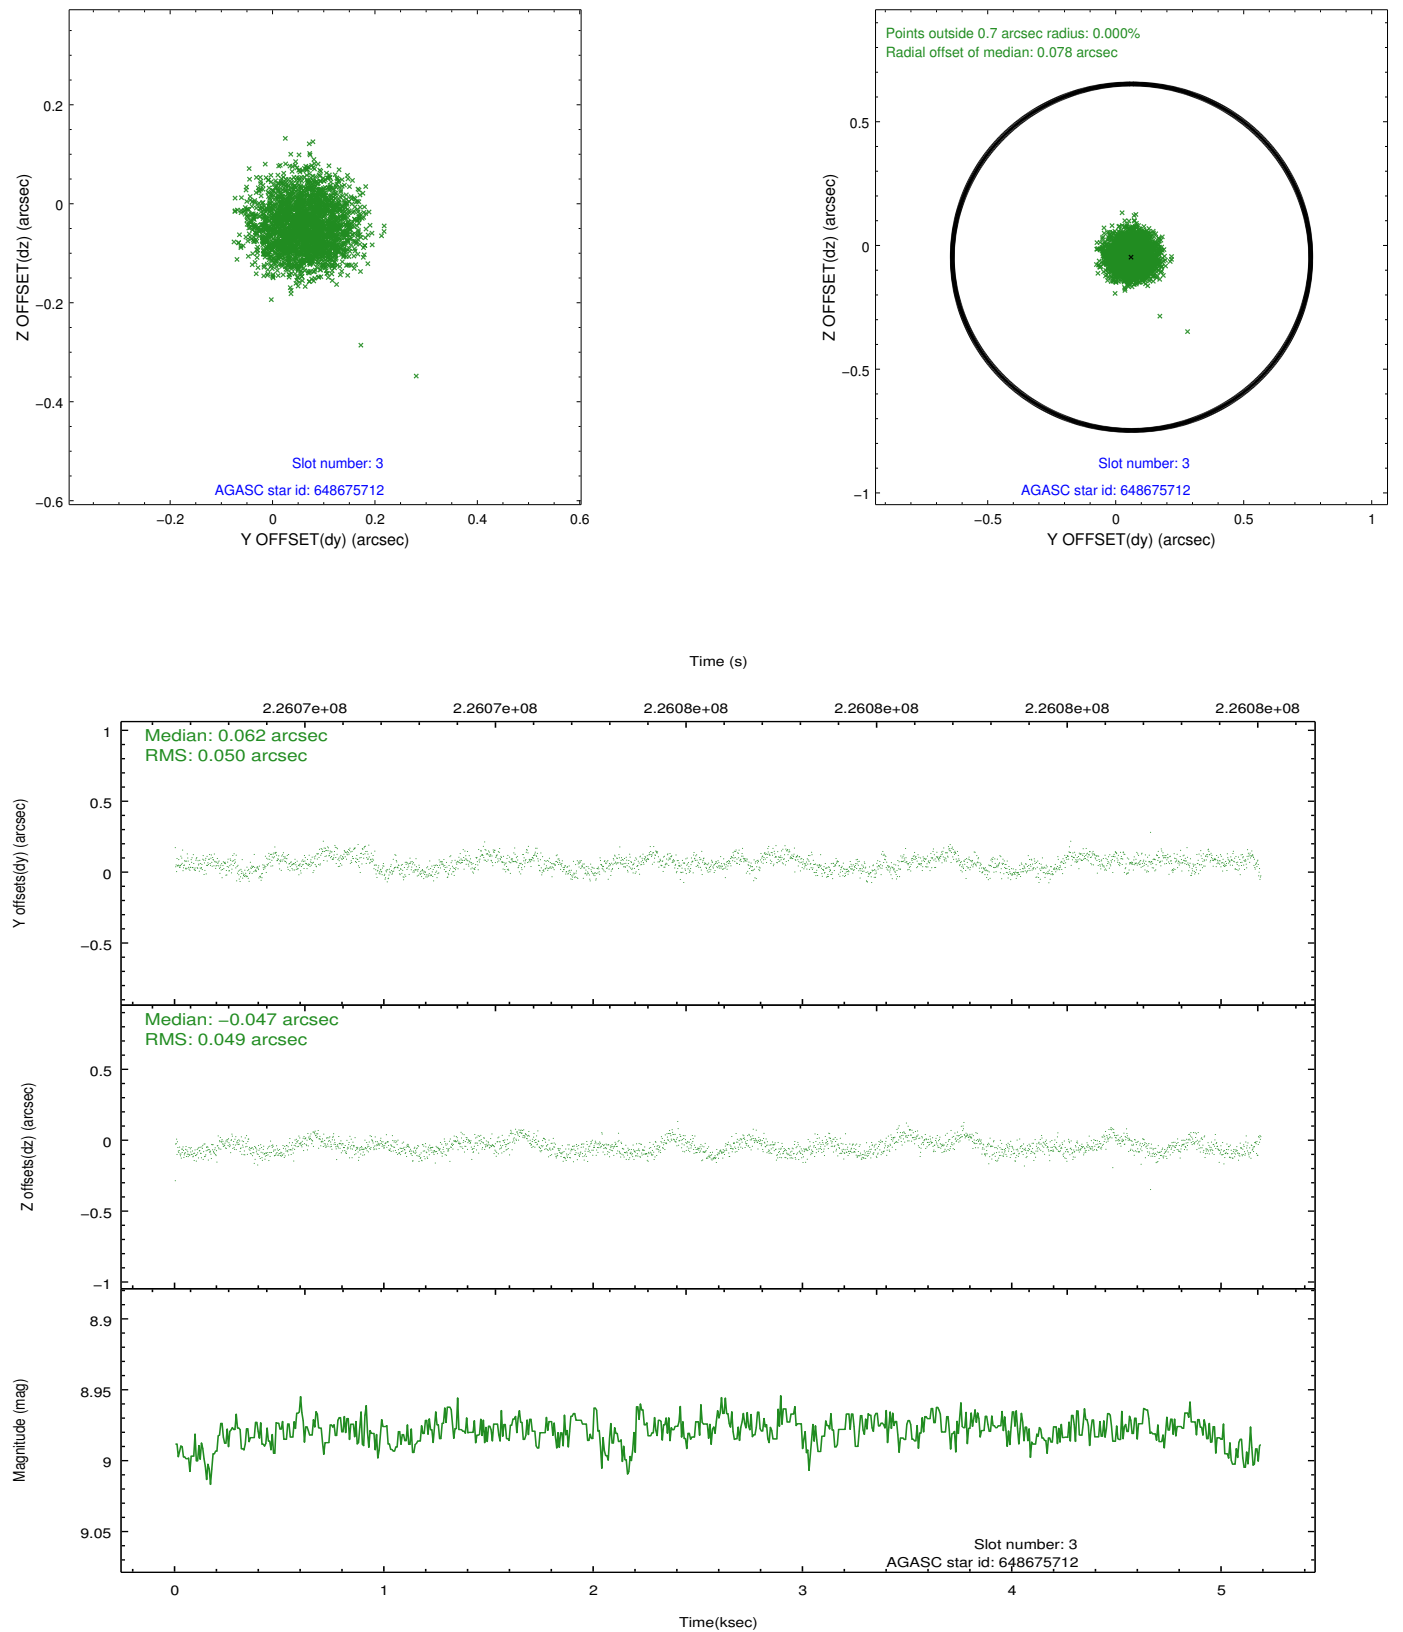 0.2
0
−0.2
−0.4
−0.6
Z OFFSET(dz) (arcsec)
Slot number: 3
AGASC star id: 648675712
−0.2 0 0.2 0.4 0.6
Y OFFSET(dy) (arcsec)
Points outside 0.7 arcsec radius: 0.000%
Radial offset of median: 0.078 arcsec
0.5
0
−0.5
−1
Z OFFSET(dz) (arcsec)
Slot number: 3
AGASC star id: 648675712
−0.5 0 0.5 1
Y OFFSET(dy) (arcsec)
Time (s)
2.2607e+08 2.2607e+08 2.2608e+08 2.2608e+08 2.2608e+08 2.2608e+08
Median: 0.062 arcsec
RMS: 0.050 arcsec
1
0.5
0
−0.5
Y offsets(dy) (arcsec)
Median: −0.047 arcsec
RMS: 0.049 arcsec
0.5
0
−0.5
−1
Z offsets(dz) (arcsec)
8.9
8.95
9
9.05
Magnitude (mag)
Slot number: 3
AGASC star id: 648675712
0 1 2 3 4 5
Time(ksec)